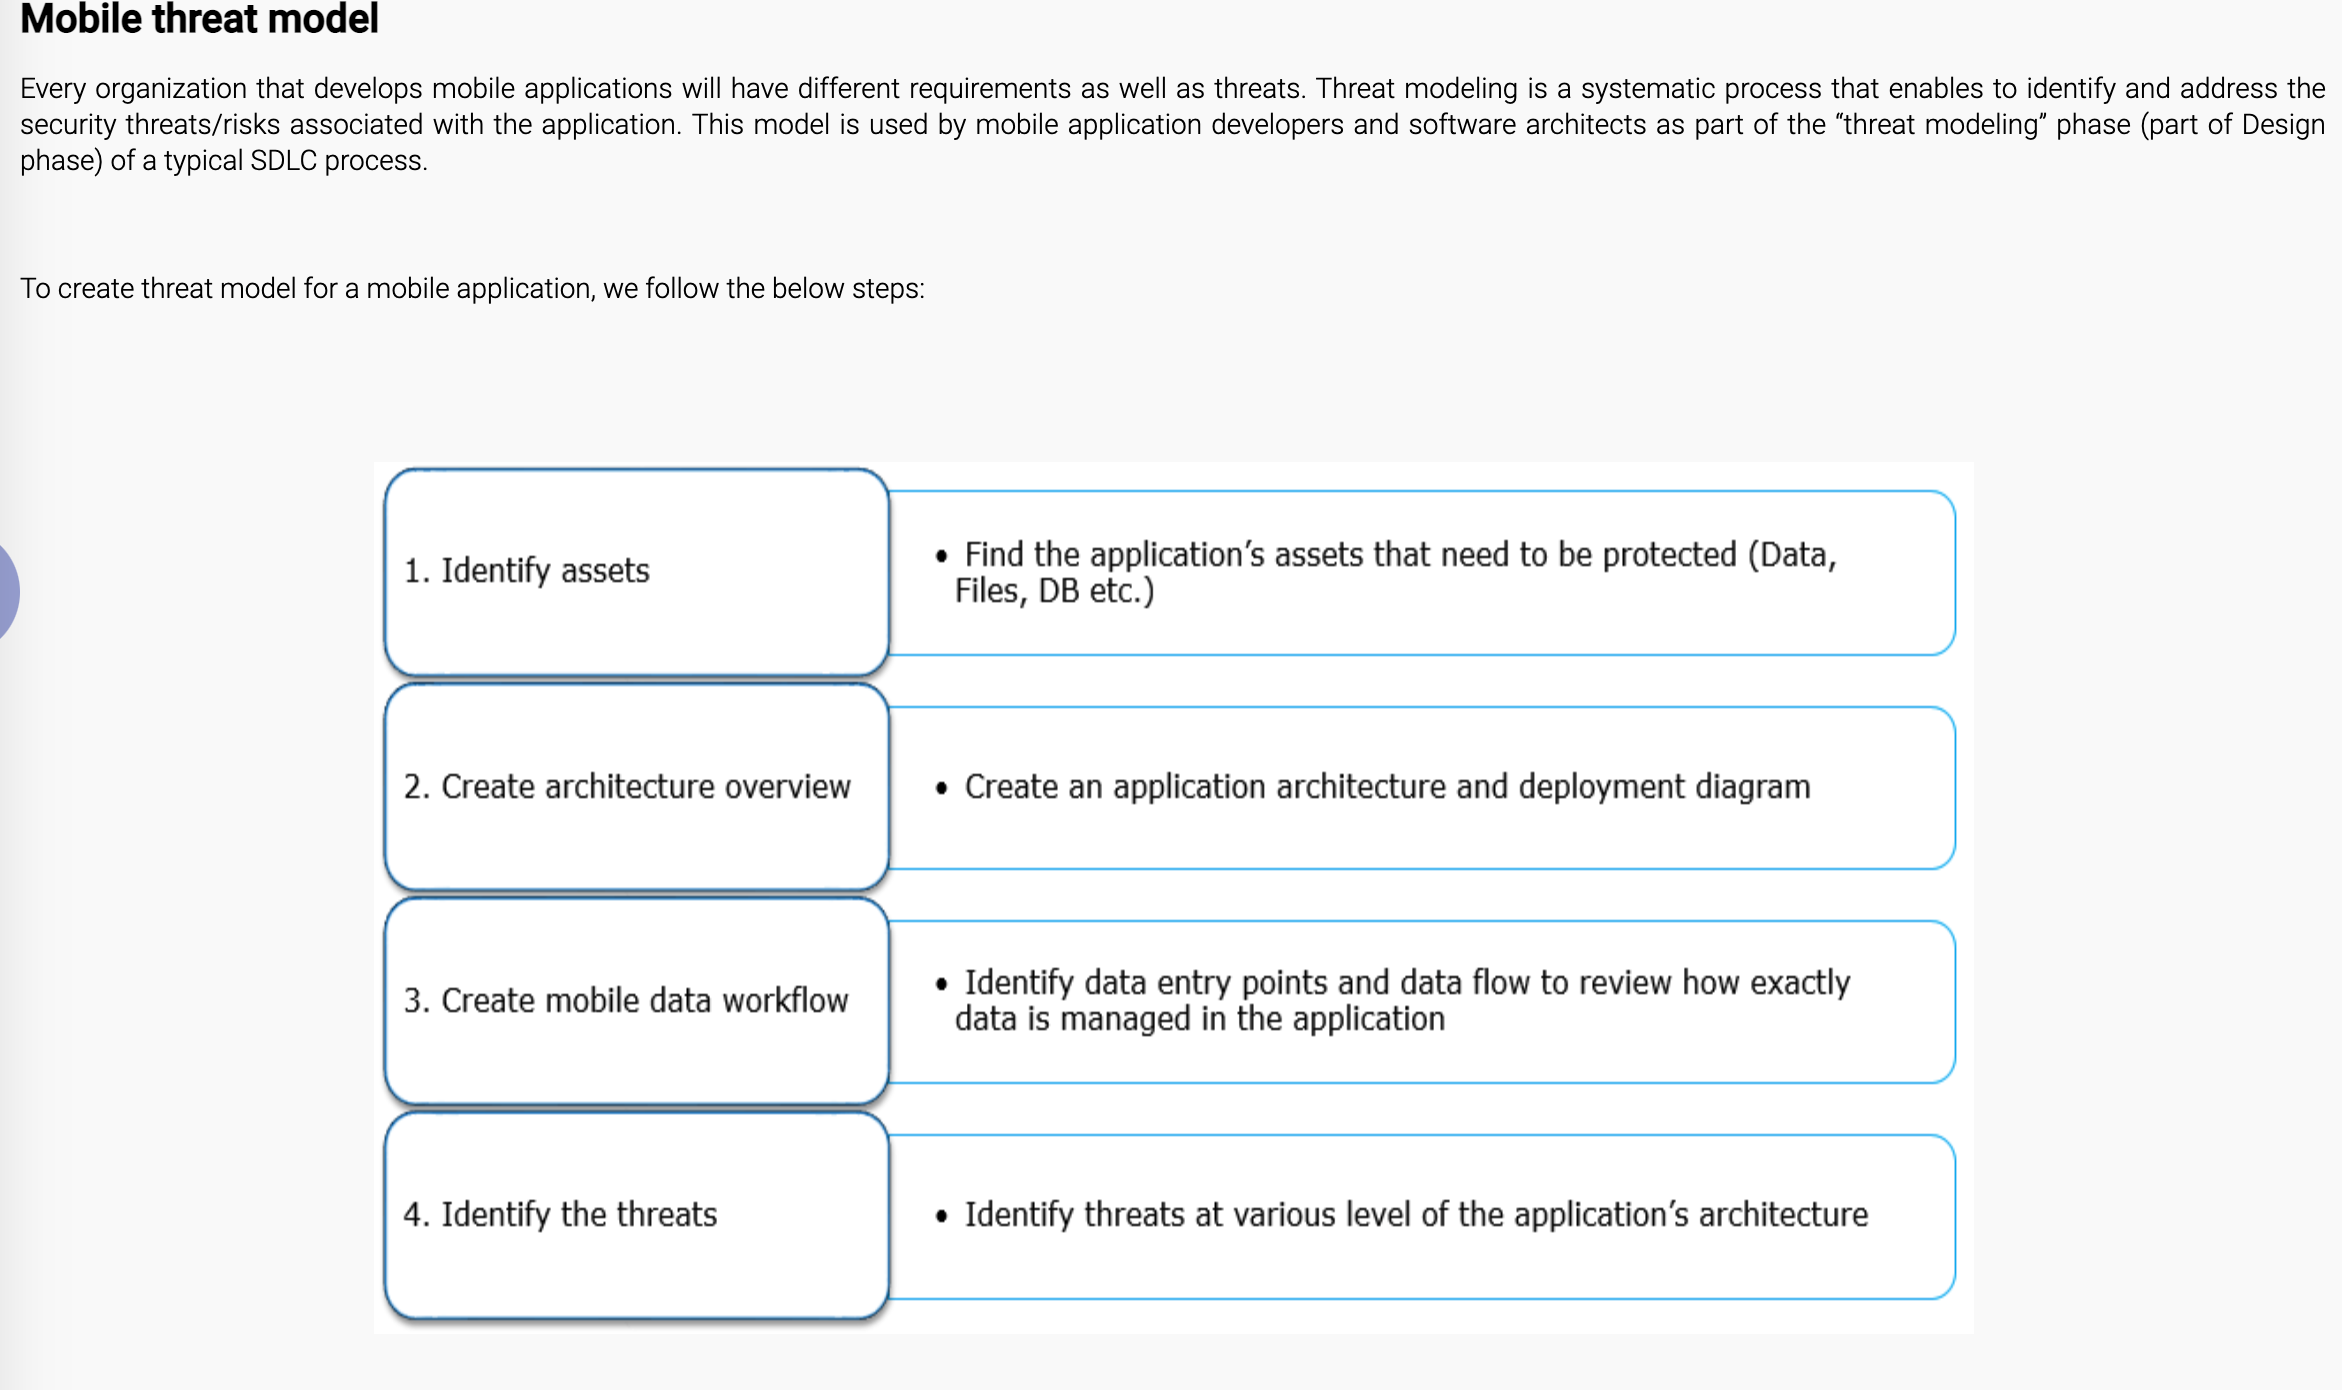 Mobile threat model
Every organization that develops mobile applications will have different requirements as well as threats. Threat modeling is a systematic process that enables to identify and address the
security threats/risks associated with the application. This model is used by mobile application developers and software architects as part of the “threat modeling” phase (part of Design
phase) of a typical SDLC process.
To create threat model for a mobile application, we follow the below steps:
1. Identify assets
• Find the application’s assets that need to be protected (Data,
Files, DB etc.)
2. Create architecture overview
• Create an application architecture and deployment diagram
3. Create mobile data workflow
• Identify data entry points and data flow to review how exactly
data is managed in the application
4. Identify the threats
• Identify threats at various level of the application’s architecture